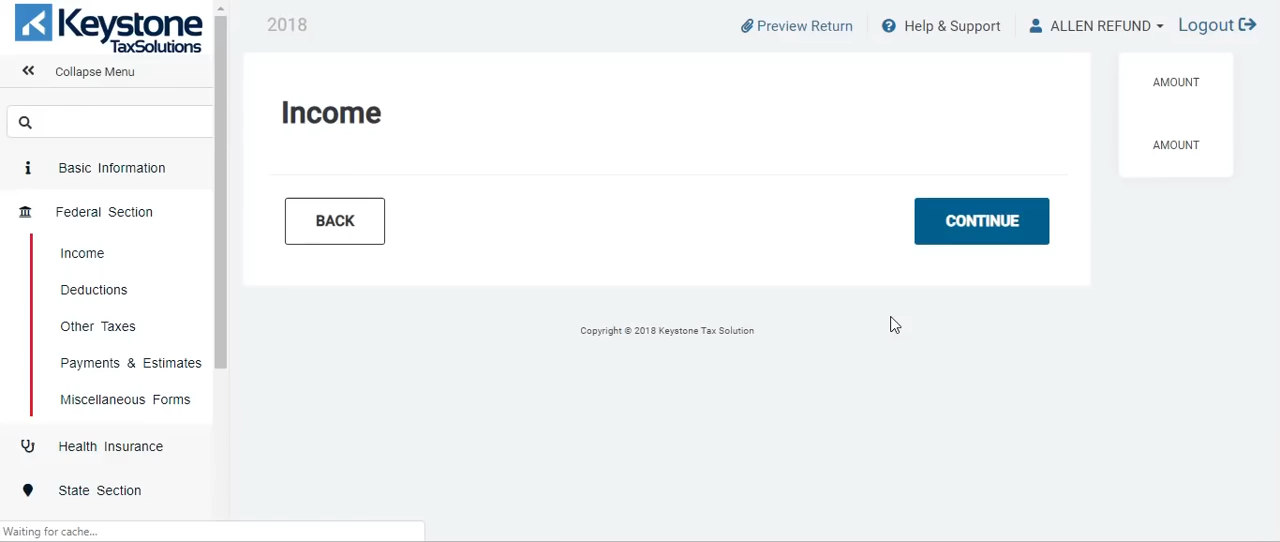 Keystone
TaxSolutions
Collapse Menu
Basic Information
Federal Section
Income
Deductions
Other Taxes
Payments & Estimates
Miscellaneous Forms
Health Insurance
State Section
Waiting for cache...
2018
Preview Return
Help & Support
ALLEN REFUND
Logout
Income
BACK
CONTINUE
Copyright © 2018 Keystone Tax Solution
AMOUNT
AMOUNT